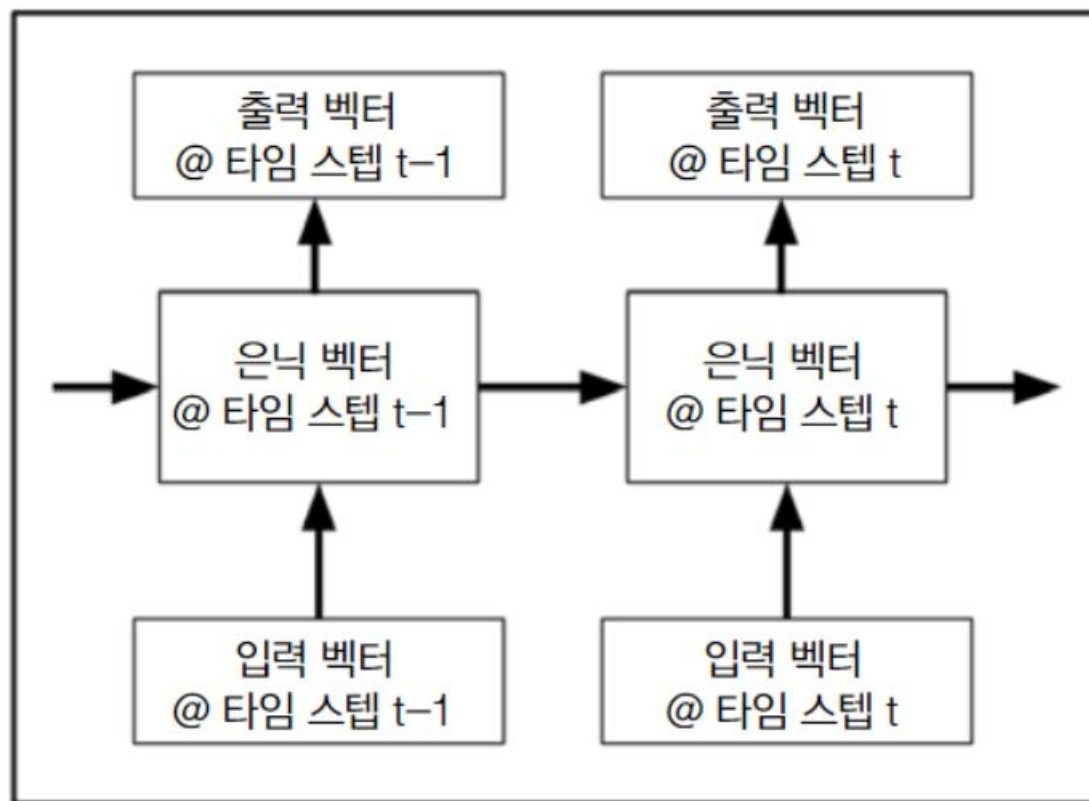 출력 벡터
@ 타임 스텝 t–1
출력 벡터
@ 타임 스텝 t
은닉 벡터
@ 타임 스텝 t–1
은닉 벡터
@ 타임 스텝 t
입력 벡터
@ 타임 스텝 t–1
입력 벡터
@ 타임 스텝 t